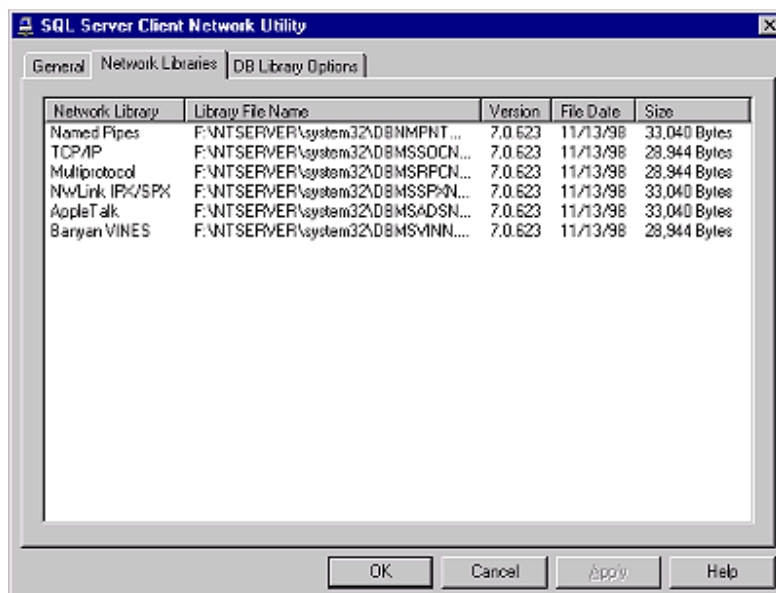 SQL Server Client Network Utility
General Network Libraries DB Library Options
Network Library Library File Name Version File Date Size
Named Pipes F:\NTSERVER\system32\DBNMPNT... 7.0.623 11/13/98 33,040 Bytes
TCP/IP F:\NTSERVER\system32\DBMSSOCN... 7.0.623 11/13/98 28,944 Bytes
Multiprotocol F:\NTSERVER\system32\DBMSRPCN... 7.0.623 11/13/98 28,944 Bytes
NWLink IPX/SPX F:\NTSERVER\system32\DBMSSPXN... 7.0.623 11/13/98 33,040 Bytes
AppleTalk F:\NTSERVER\system32\DBMSADSN... 7.0.623 11/13/98 33,040 Bytes
Banyan VINES F:\NTSERVER\system32\DBMSVINN.... 7.0.623 11/13/98 28,944 Bytes
OK Cancel Apply Help